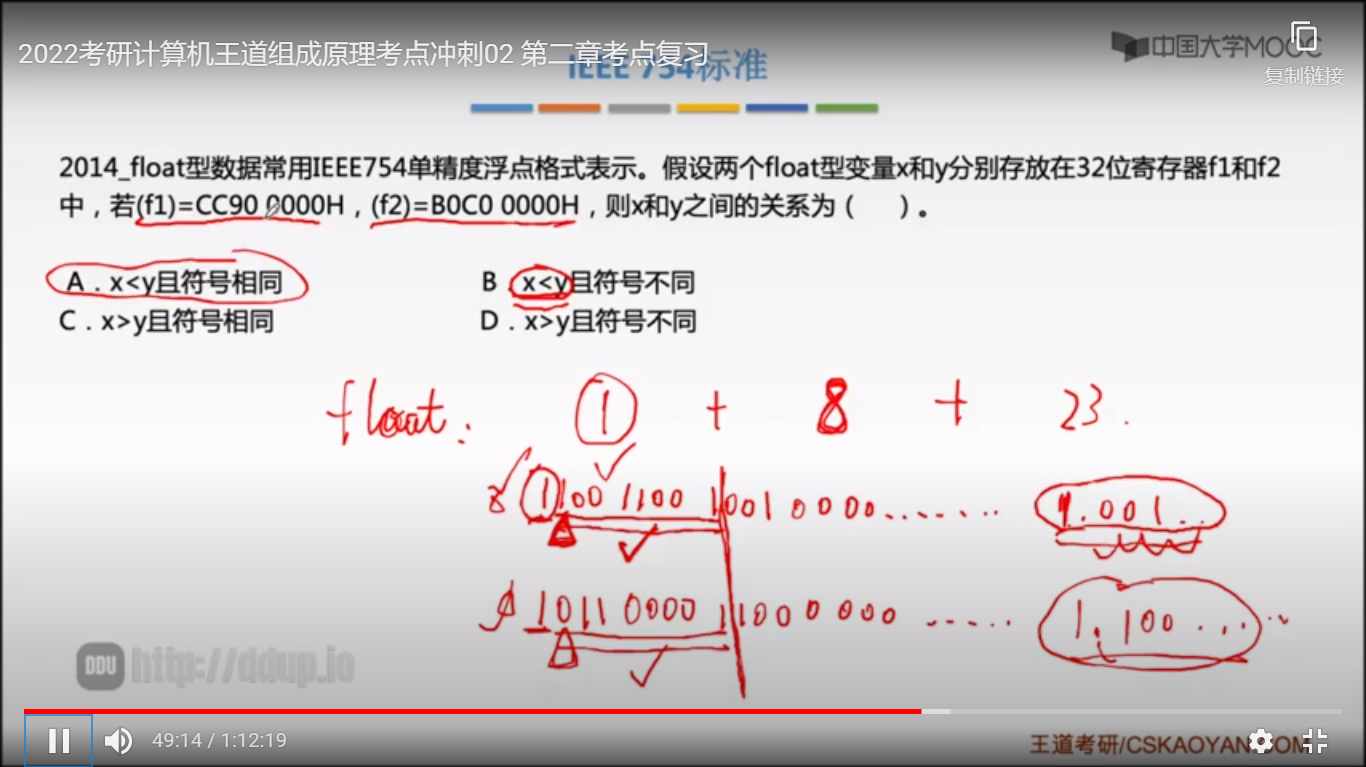 2022考研计算机王道组成原理考点冲刺02 第二章考点复习
中国大学MOOC
IEEE 754标准
复制链接
2014_float型数据常用IEEE754单精度浮点格式表示。假设两个float型变量x和y分别存放在32位寄存器f1和f2
中，若(f1)=CC90 0000H，(f2)=B0C0 0000H，则x和y之间的关系为（ ）。
A．x<y且符号相同
B．x<y且符号不同
C．x>y且符号相同
D．x>y且符号不同
float: 1 + 8 + 23.
1100 1100 1001 0000........ 1.001..
1011 0000 11000000 ...... 1.100...
DDU http://ddup.io
49:14 / 1:12:19
王道考研/CSKAOYAN.COM